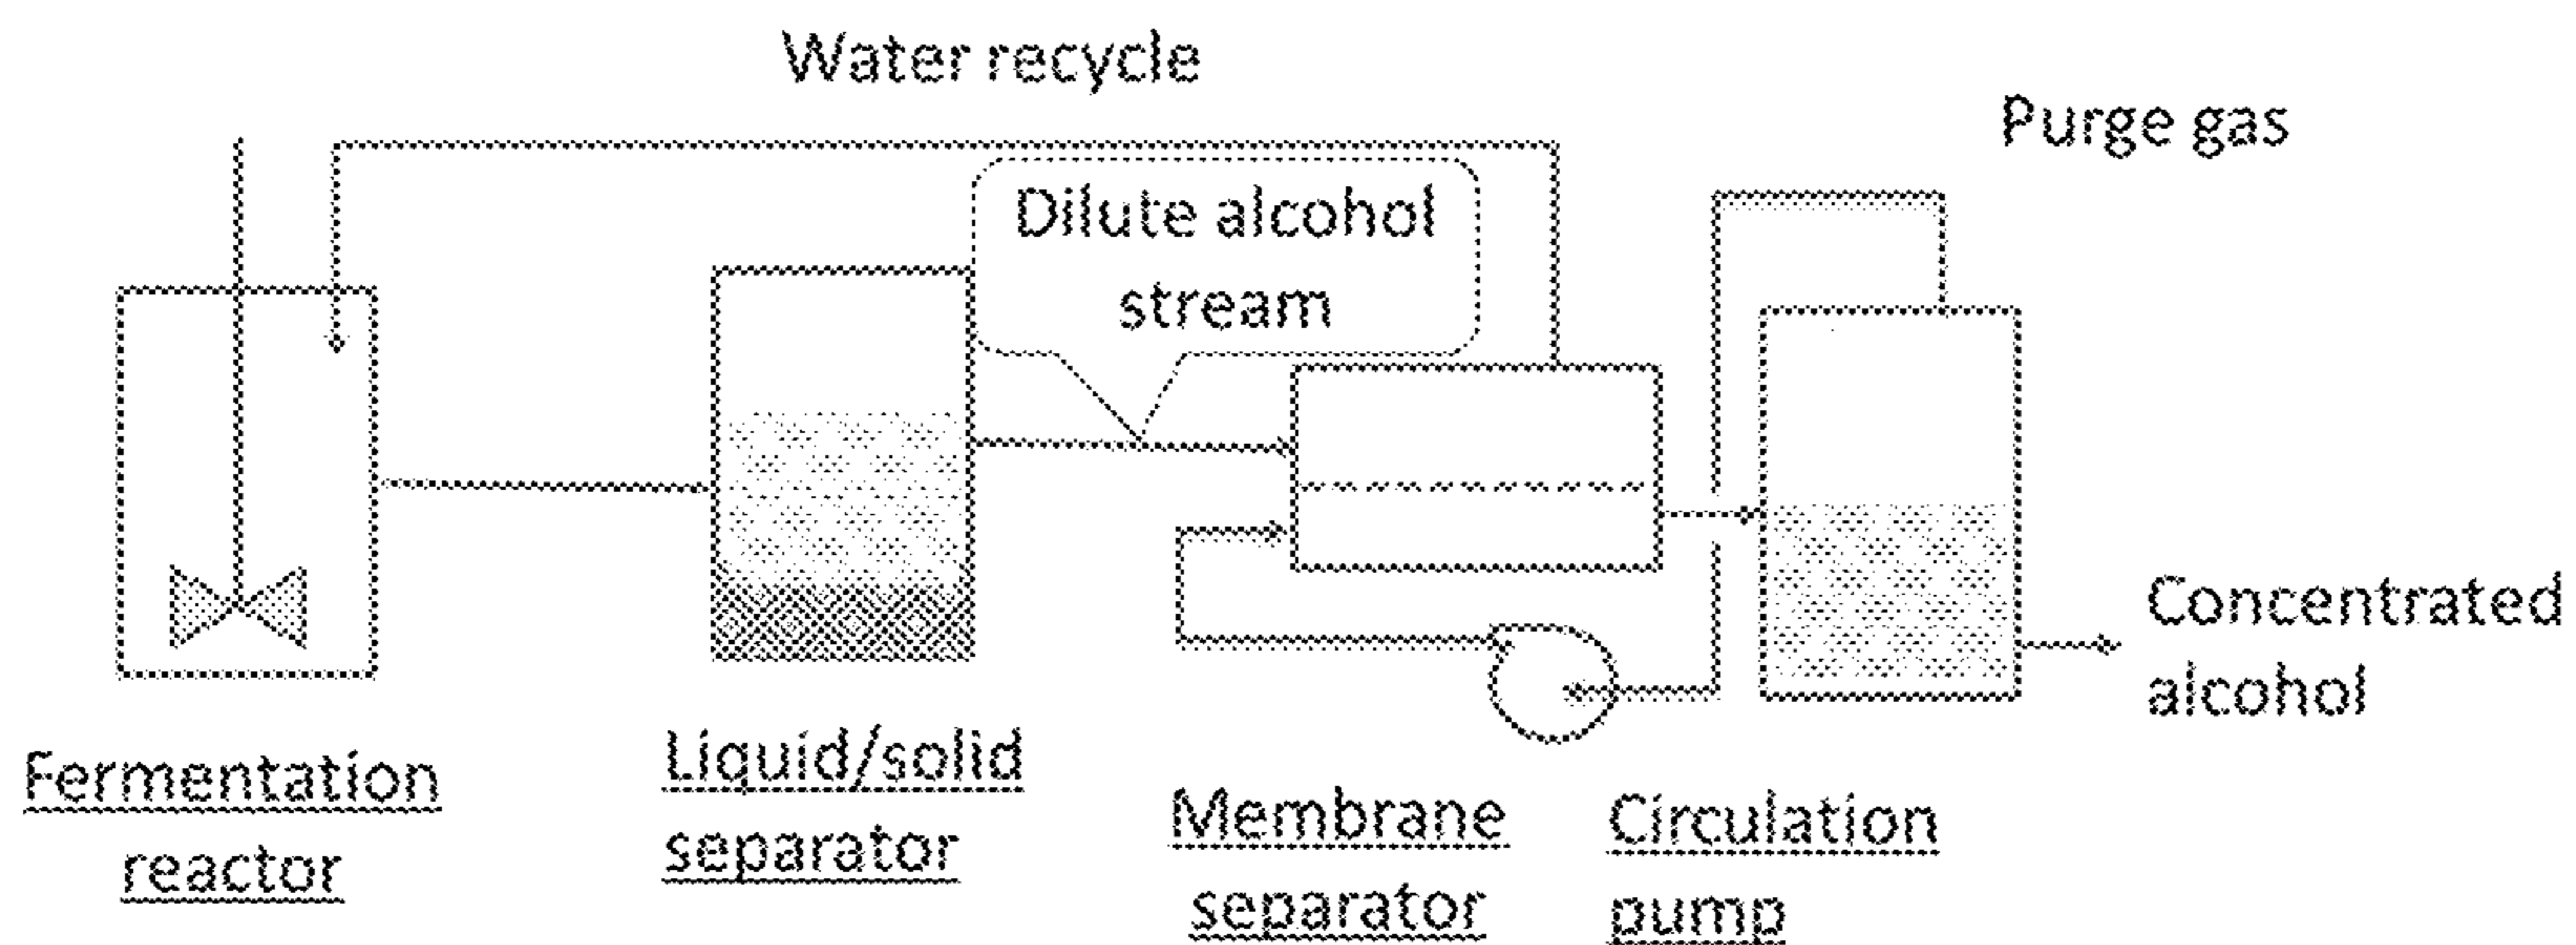 Water recycle
Purge gas
Dilute alcohol
stream
Concentrated
alcohol
Fermentation
reactor
Liquid/solid
separator
Membrane
separator
Circulation
pump